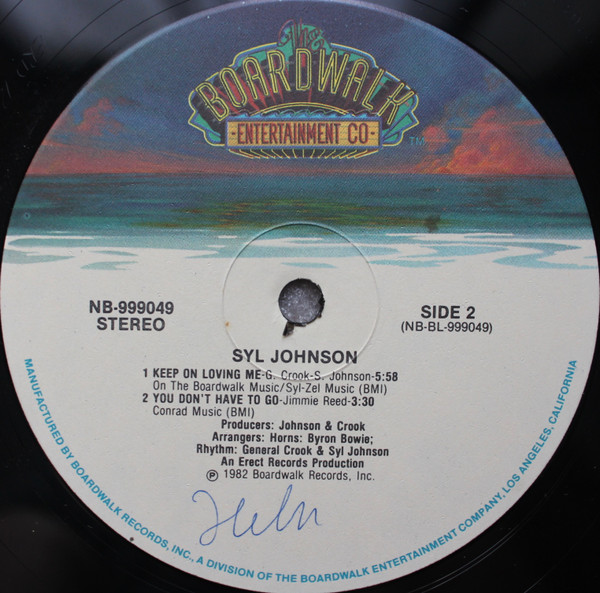 The
BOARDWALK
-ENTERTAINMENT CO-
TM
NB-999049
STEREO
SIDE 2
(NB-BL-999049)
SYL JOHNSON
1 KEEP ON LOVING ME-G. Crook-S. Johnson-5:58
On The Boardwalk Music/Syl-Zel Music (BMI)
2 YOU DON'T HAVE TO GO-Jimmie Reed-3:30
Conrad Music (BMI)
Producers: Johnson & Crook
Arrangers: Horns: Byron Bowie;
Rhythm: General Crook & Syl Johnson
An Erect Records Production
℗ 1982 Boardwalk Records, Inc.
MANUFACTURED BY BOARDWALK RECORDS, INC., A DIVISION OF THE BOARDWALK ENTERTAINMENT COMPANY, LOS ANGELES, CALIFORNIA